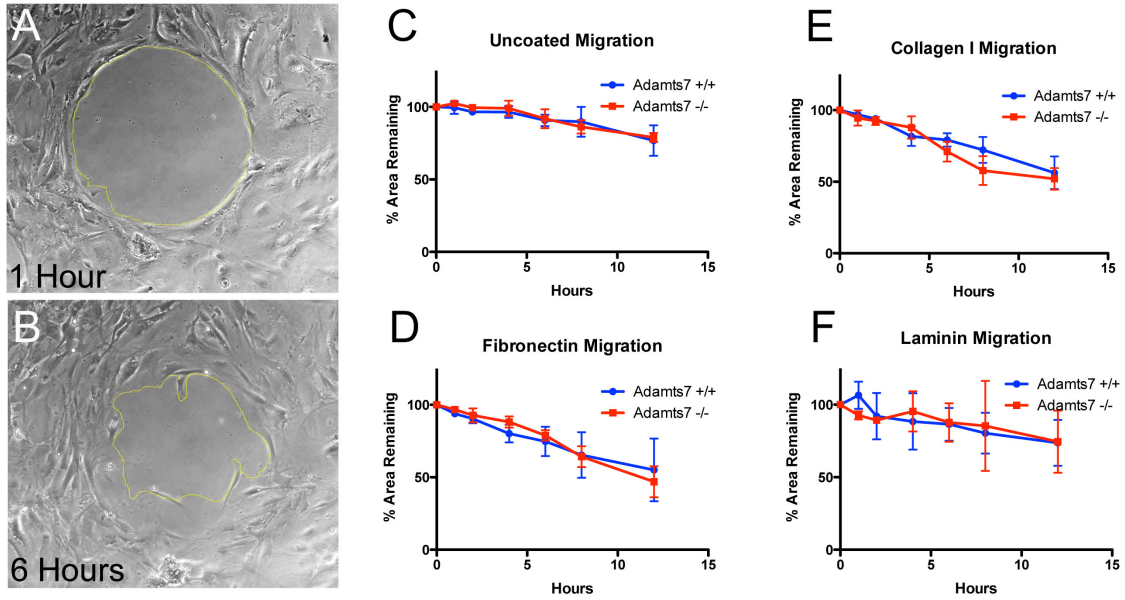 A
1 Hour
B
6 Hours
C
Uncoated Migration
Adamts7 +/+
Adamts7 -/-
% Area Remaining
100
50
0
0 5 10 15
Hours
D
Fibronectin Migration
Adamts7 +/+
Adamts7 -/-
% Area Remaining
100
50
0
0 5 10 15
Hours
E
Collagen I Migration
Adamts7 +/+
Adamts7 -/-
% Area Remaining
100
50
0
0 5 10 15
Hours
F
Laminin Migration
Adamts7 +/+
Adamts7 -/-
% Area Remaining
100
50
0
0 5 10 15
Hours